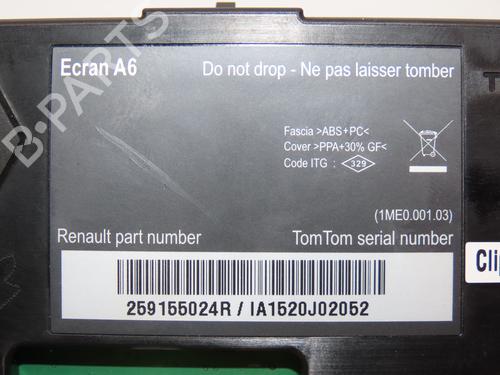 Ecran A6 Do not drop - Ne pas laisser tomber
B-PARTS
Fascia >ABS+PC<
Cover >PPA+30% GF<
Code ITG : 329
(1ME0.001.03)
Renault part number TomTom serial number
Clip
259155024R / IA1520J02052